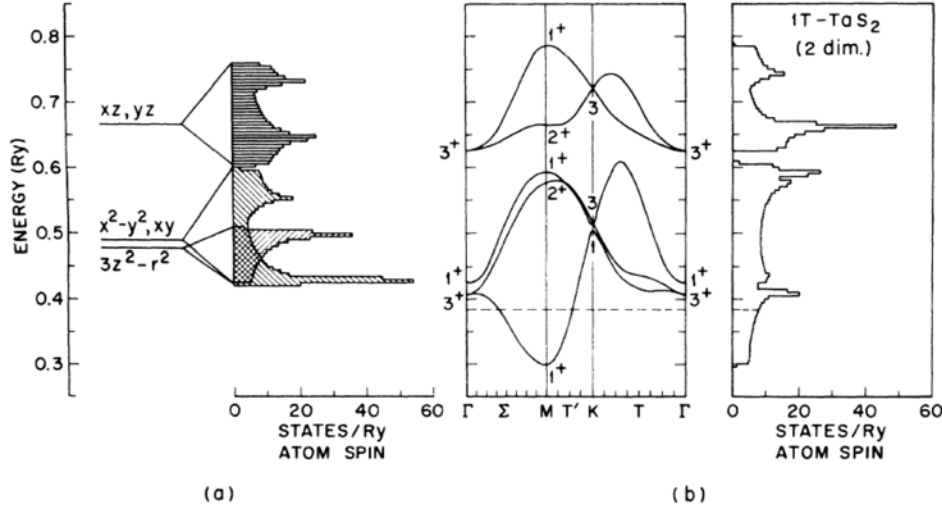 0.8
0.7
0.6
0.5
0.4
0.3
ENERGY (Ry)
xz, yz
x²-y², xy
3z²-r²
0 20 40 60
STATES/Ry
ATOM SPIN
(a)
1⁺
3
2⁺
3⁺
3⁺
1⁺
2⁺
3
1
1⁺
3⁺
1⁺
3⁺
1⁺
Γ Σ M T' K T Γ
(b)
1T-TaS₂
(2 dim.)
0 20 40 60
STATES/Ry
ATOM SPIN